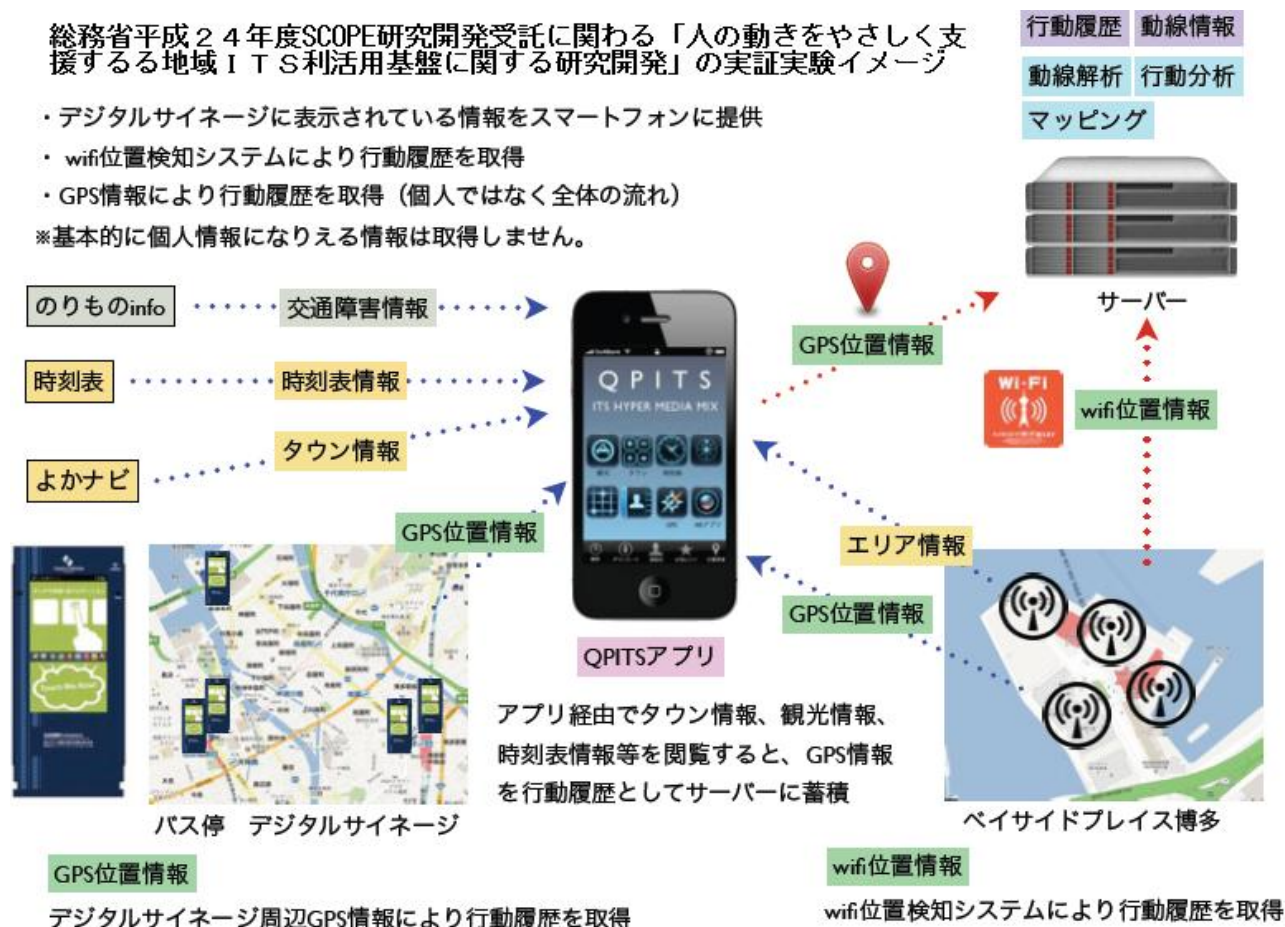 総務省平成２４年度SCOPE研究開発受託に関わる「人の動きをやさしく支
援するる地域ＩＴＳ利活用基盤に関する研究開発」の実証実験イメージ
・デジタルサイネージに表示されている情報をスマートフォンに提供
・ wifi位置検知システムにより行動履歴を取得
・GPS情報により行動履歴を取得（個人ではなく全体の流れ）
※基本的に個人情報になりえる情報は取得しません。
行動履歴 動線情報
動線解析 行動分析
マッピング
サーバー
のりものinfo 交通障害情報
時刻表 時刻表情報
よかナビ タウン情報
GPS位置情報
QPITS
ITS HYPER MEDIA MIX
QPITSアプリ
GPS位置情報
Wi-Fi
wifi位置情報
エリア情報
GPS位置情報
アプリ経由でタウン情報、観光情報、
時刻表情報等を閲覧すると、GPS情報
を行動履歴としてサーバーに蓄積
バス停　デジタルサイネージ
ベイサイドプレイス博多
GPS位置情報
デジタルサイネージ周辺GPS情報により行動履歴を取得
wifi位置情報
wifi位置検知システムにより行動履歴を取得